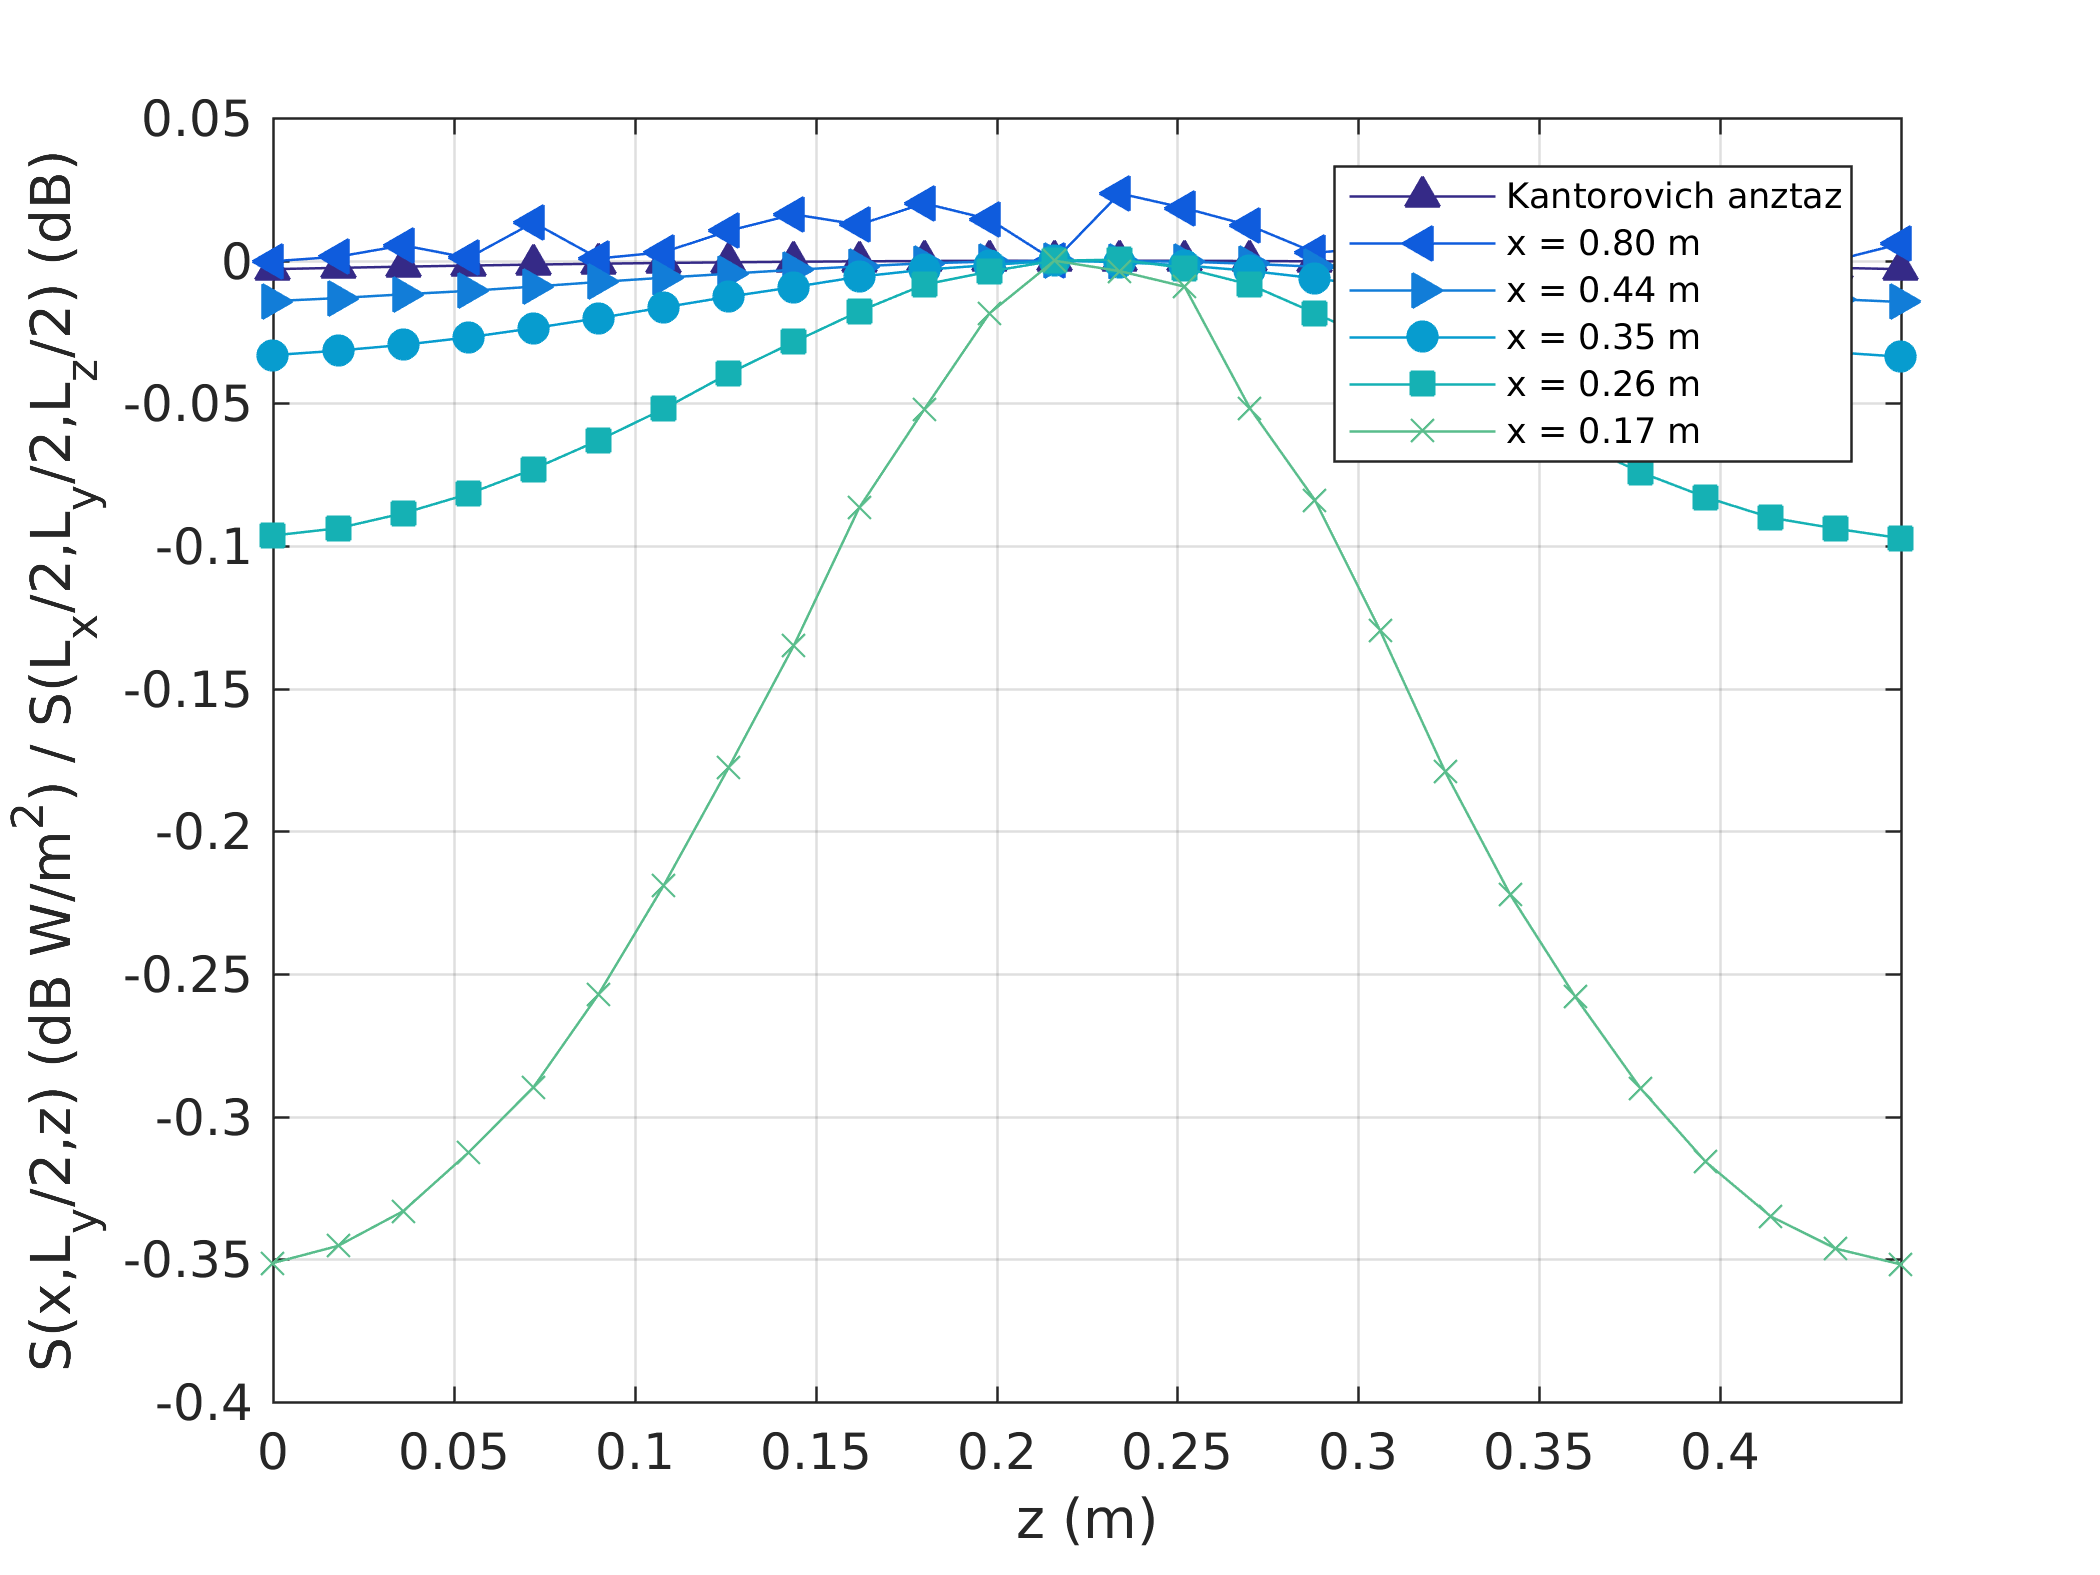 S(x,Ly/2,z) (dB W/m2) / S(Lx/2,Ly/2,Lz/2) (dB)
0.05
0
-0.05
-0.1
-0.15
-0.2
-0.25
-0.3
-0.35
-0.4
Kantorovich anztaz
x = 0.80 m
x = 0.44 m
x = 0.35 m
x = 0.26 m
x = 0.17 m
0 0.05 0.1 0.15 0.2 0.25 0.3 0.35 0.4
z (m)